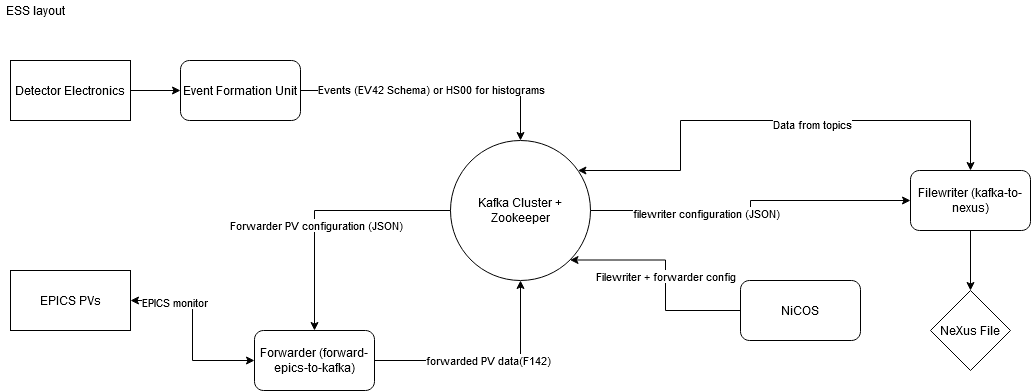 ESS layout
Detector Electronics
Event Formation Unit
Events (EV42 Schema) or HS00 for histograms
Data from topics
Kafka Cluster +
Zookeeper
Filewriter (kafka-to-
nexus)
filewriter configuration (JSON)
Forwarder PV configuration (JSON)
Filewriter + forwarder config
EPICS PVs
EPICS monitor
NiCOS
NeXus File
Forwarder (forward-
epics-to-kafka)
forwarded PV data(F142)